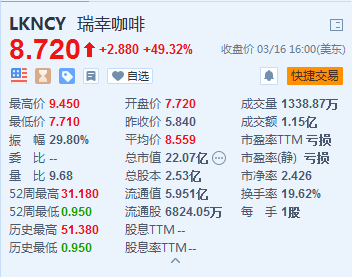 LKNCY 瑞幸咖啡
8.720 +2.880 +49.32% 收盘价 03/16 16:00(美东)
自选 快捷交易
最高价 9.450 开盘价 7.720 成交量 1338.87万
最低价 7.710 昨收价 5.840 成交额 1.15亿
振 幅 29.80% 平均价 8.559 市盈率TTM 亏损
委 比 -- 总市值 22.07亿 市盈率(静) 亏损
量 比 9.68 总股本 2.53亿 市净率 2.426
52周最高 31.180 流通值 5.951亿 换手率 19.62%
52周最低 0.950 流通股 6824.05万 每 手 1股
历史最高 51.380 股息TTM --
历史最低 0.950 股息率TTM --